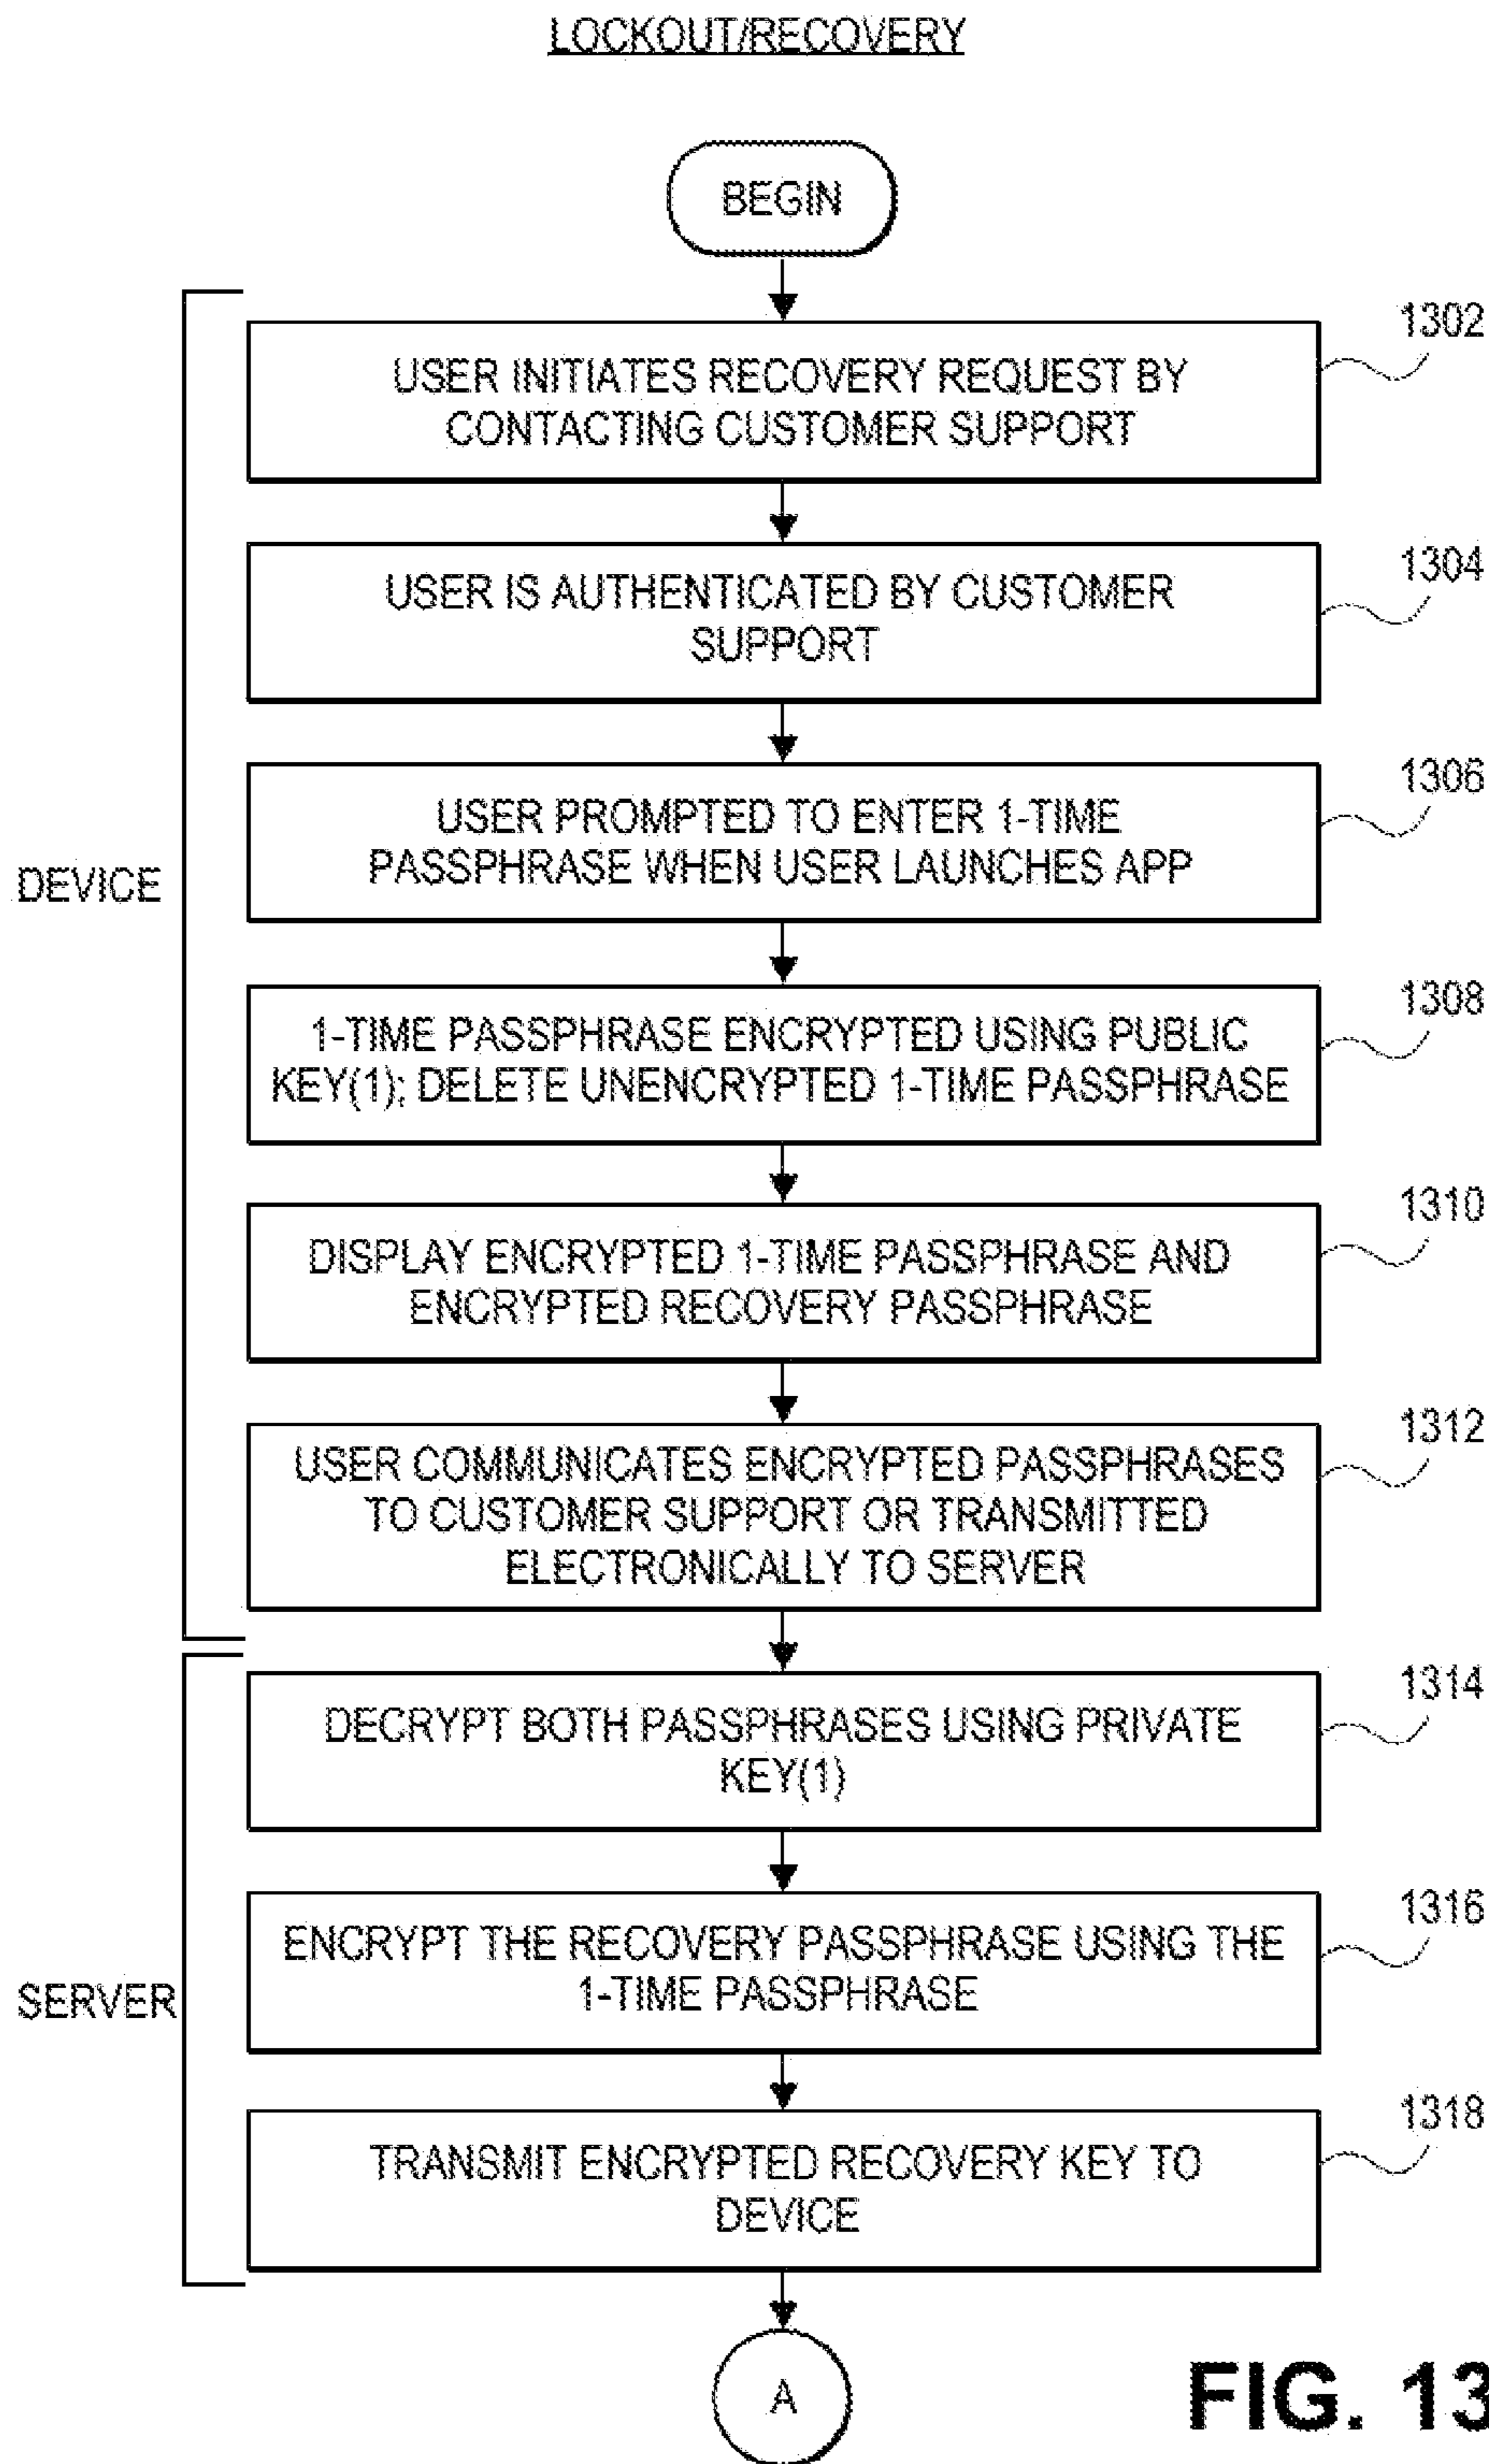 LOCKOUT/RECOVERY
BEGIN
1302
USER INITIATES RECOVERY REQUEST BY
CONTACTING CUSTOMER SUPPORT
1304
USER IS AUTHENTICATED BY CUSTOMER
SUPPORT
1306
USER PROMPTED TO ENTER 1-TIME
PASSPHRASE WHEN USER LAUNCHES APP
DEVICE
1308
1-TIME PASSPHRASE ENCRYPTED USING PUBLIC
KEY(1); DELETE UNENCRYPTED 1-TIME PASSPHRASE
1310
DISPLAY ENCRYPTED 1-TIME PASSPHRASE AND
ENCRYPTED RECOVERY PASSPHRASE
1312
USER COMMUNICATES ENCRYPTED PASSPHRASES
TO CUSTOMER SUPPORT OR TRANSMITTED
ELECTRONICALLY TO SERVER
1314
DECRYPT BOTH PASSPHRASES USING PRIVATE
KEY(1)
1316
ENCRYPT THE RECOVERY PASSPHRASE USING THE
1-TIME PASSPHRASE
SERVER
1318
TRANSMIT ENCRYPTED RECOVERY KEY TO
DEVICE
A
FIG. 13